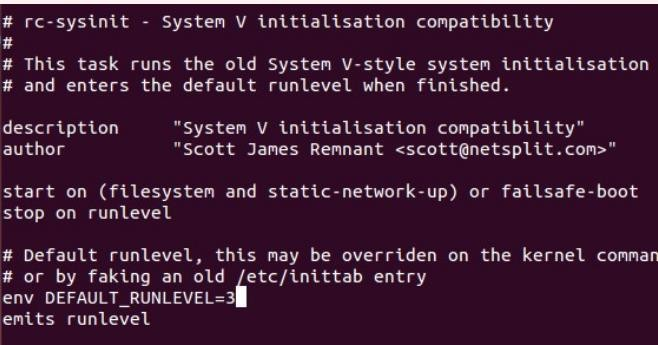 # rc-sysinit - System V initialisation compatibility
#
# This task runs the old System V-style system initialisation
# and enters the default runlevel when finished.
description "System V initialisation compatibility"
author "Scott James Remnant <scott@netsplit.com>"
start on (filesystem and static-network-up) or failsafe-boot
stop on runlevel
# Default runlevel, this may be overriden on the kernel comman
# or by faking an old /etc/inittab entry
env DEFAULT_RUNLEVEL=3
emits runlevel